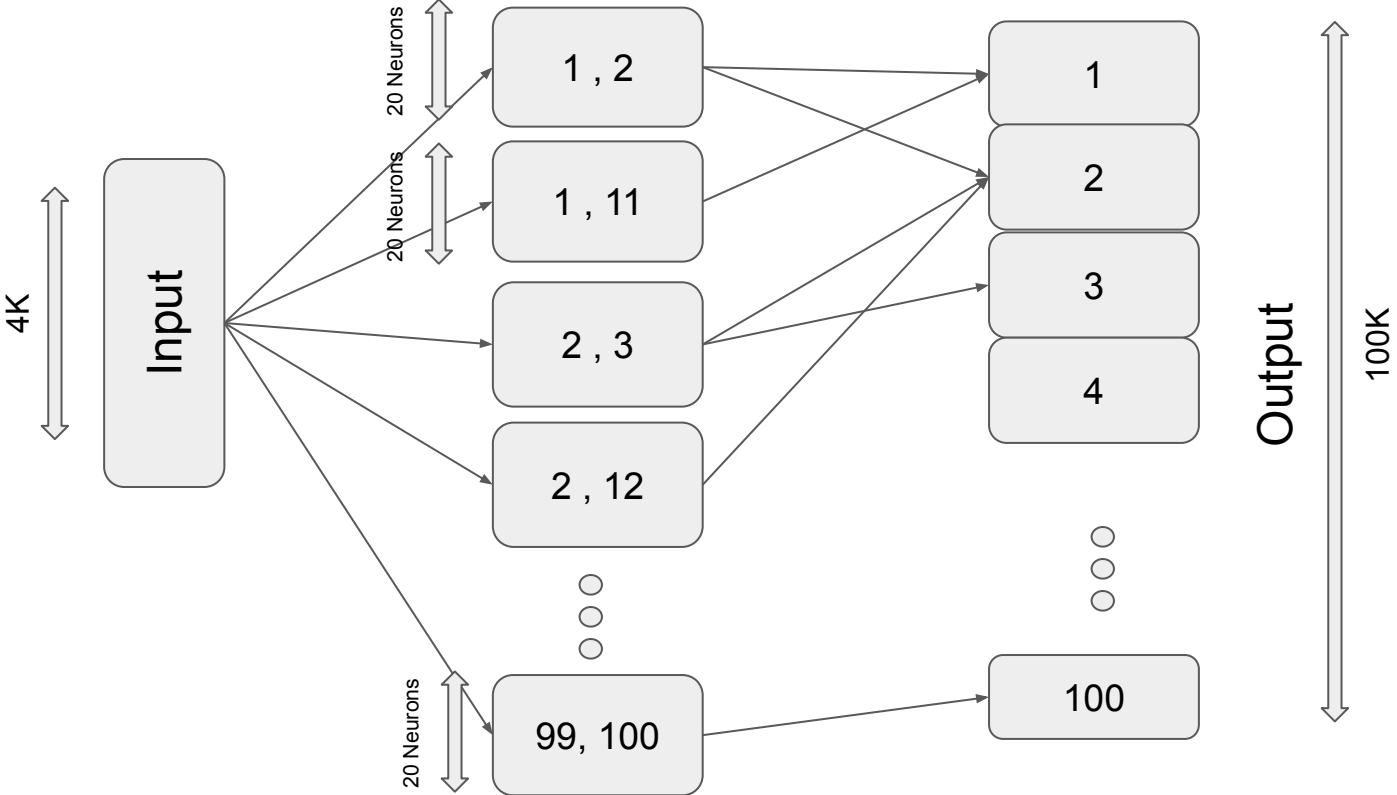 4K
Input
20 Neurons
1 , 2
20 Neurons
1 , 11
2 , 3
2 , 12
20 Neurons
99, 100
1
2
3
4
100
Output
100K